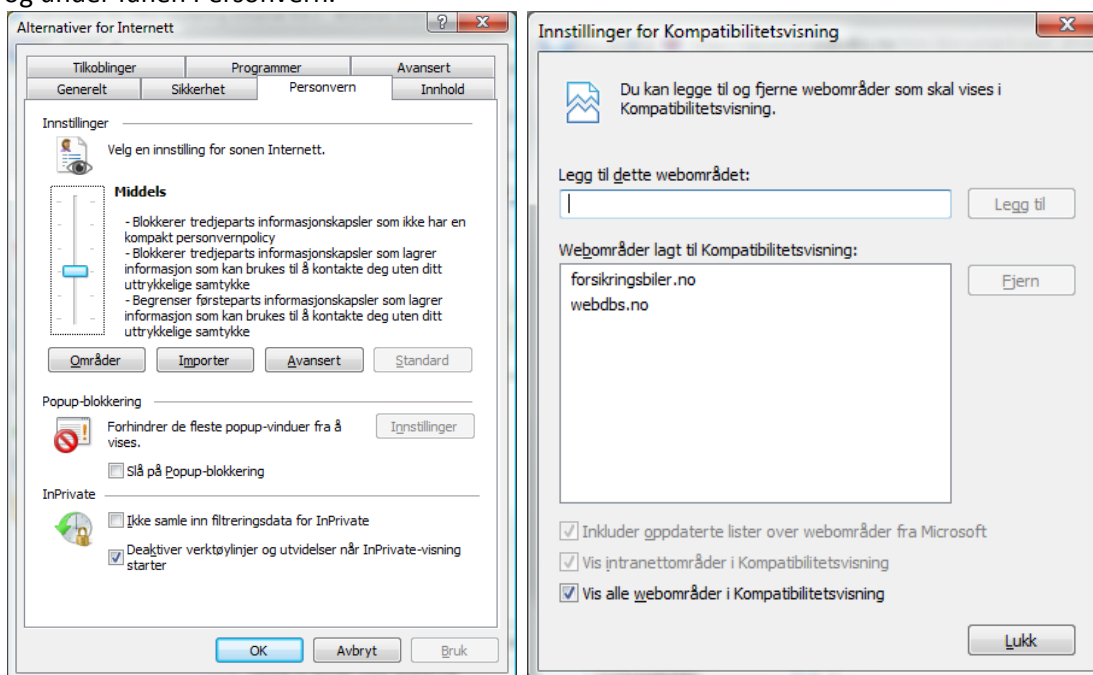 og under fanen Personvern.
Alternativer for Internett
Tilkoblinger Programmer Avansert
Generelt Sikkerhet Personvern Innhold
Innstillinger
Velg en innstilling for sonen Internett.
Middels
- Blokkerer tredjeparts informasjonskapsler som ikke har en
kompakt personvernpolicy
- Blokkerer tredjeparts informasjonskapsler som lagrer
informasjon som kan brukes til å kontakte deg uten ditt
uttrykkelige samtykke
- Begrenser førsteparts informasjonskapsler som lagrer
informasjon som kan brukes til å kontakte deg uten ditt
uttrykkelige samtykke
Områder Importer Avansert Standard
Popup-blokkering
Forhindrer de fleste popup-vinduer fra å
vises.
Innstillinger
Slå på Popup-blokkering
InPrivate
Ikke samle inn filtreringsdata for InPrivate
Deaktiver verktøylinjer og utvidelser når InPrivate-visning
starter
OK Avbryt Bruk
Innstillinger for Kompatibilitetsvisning
Du kan legge til og fjerne webområder som skal vises i
Kompatibilitetsvisning.
Legg til dette webområdet:
Legg til
Webområder lagt til Kompatibilitetsvisning:
forsikringsbiler.no
webdbs.no
Fjern
Inkluder oppdaterte lister over webområder fra Microsoft
Vis intranettområder i Kompatibilitetsvisning
Vis alle webområder i Kompatibilitetsvisning
Lukk